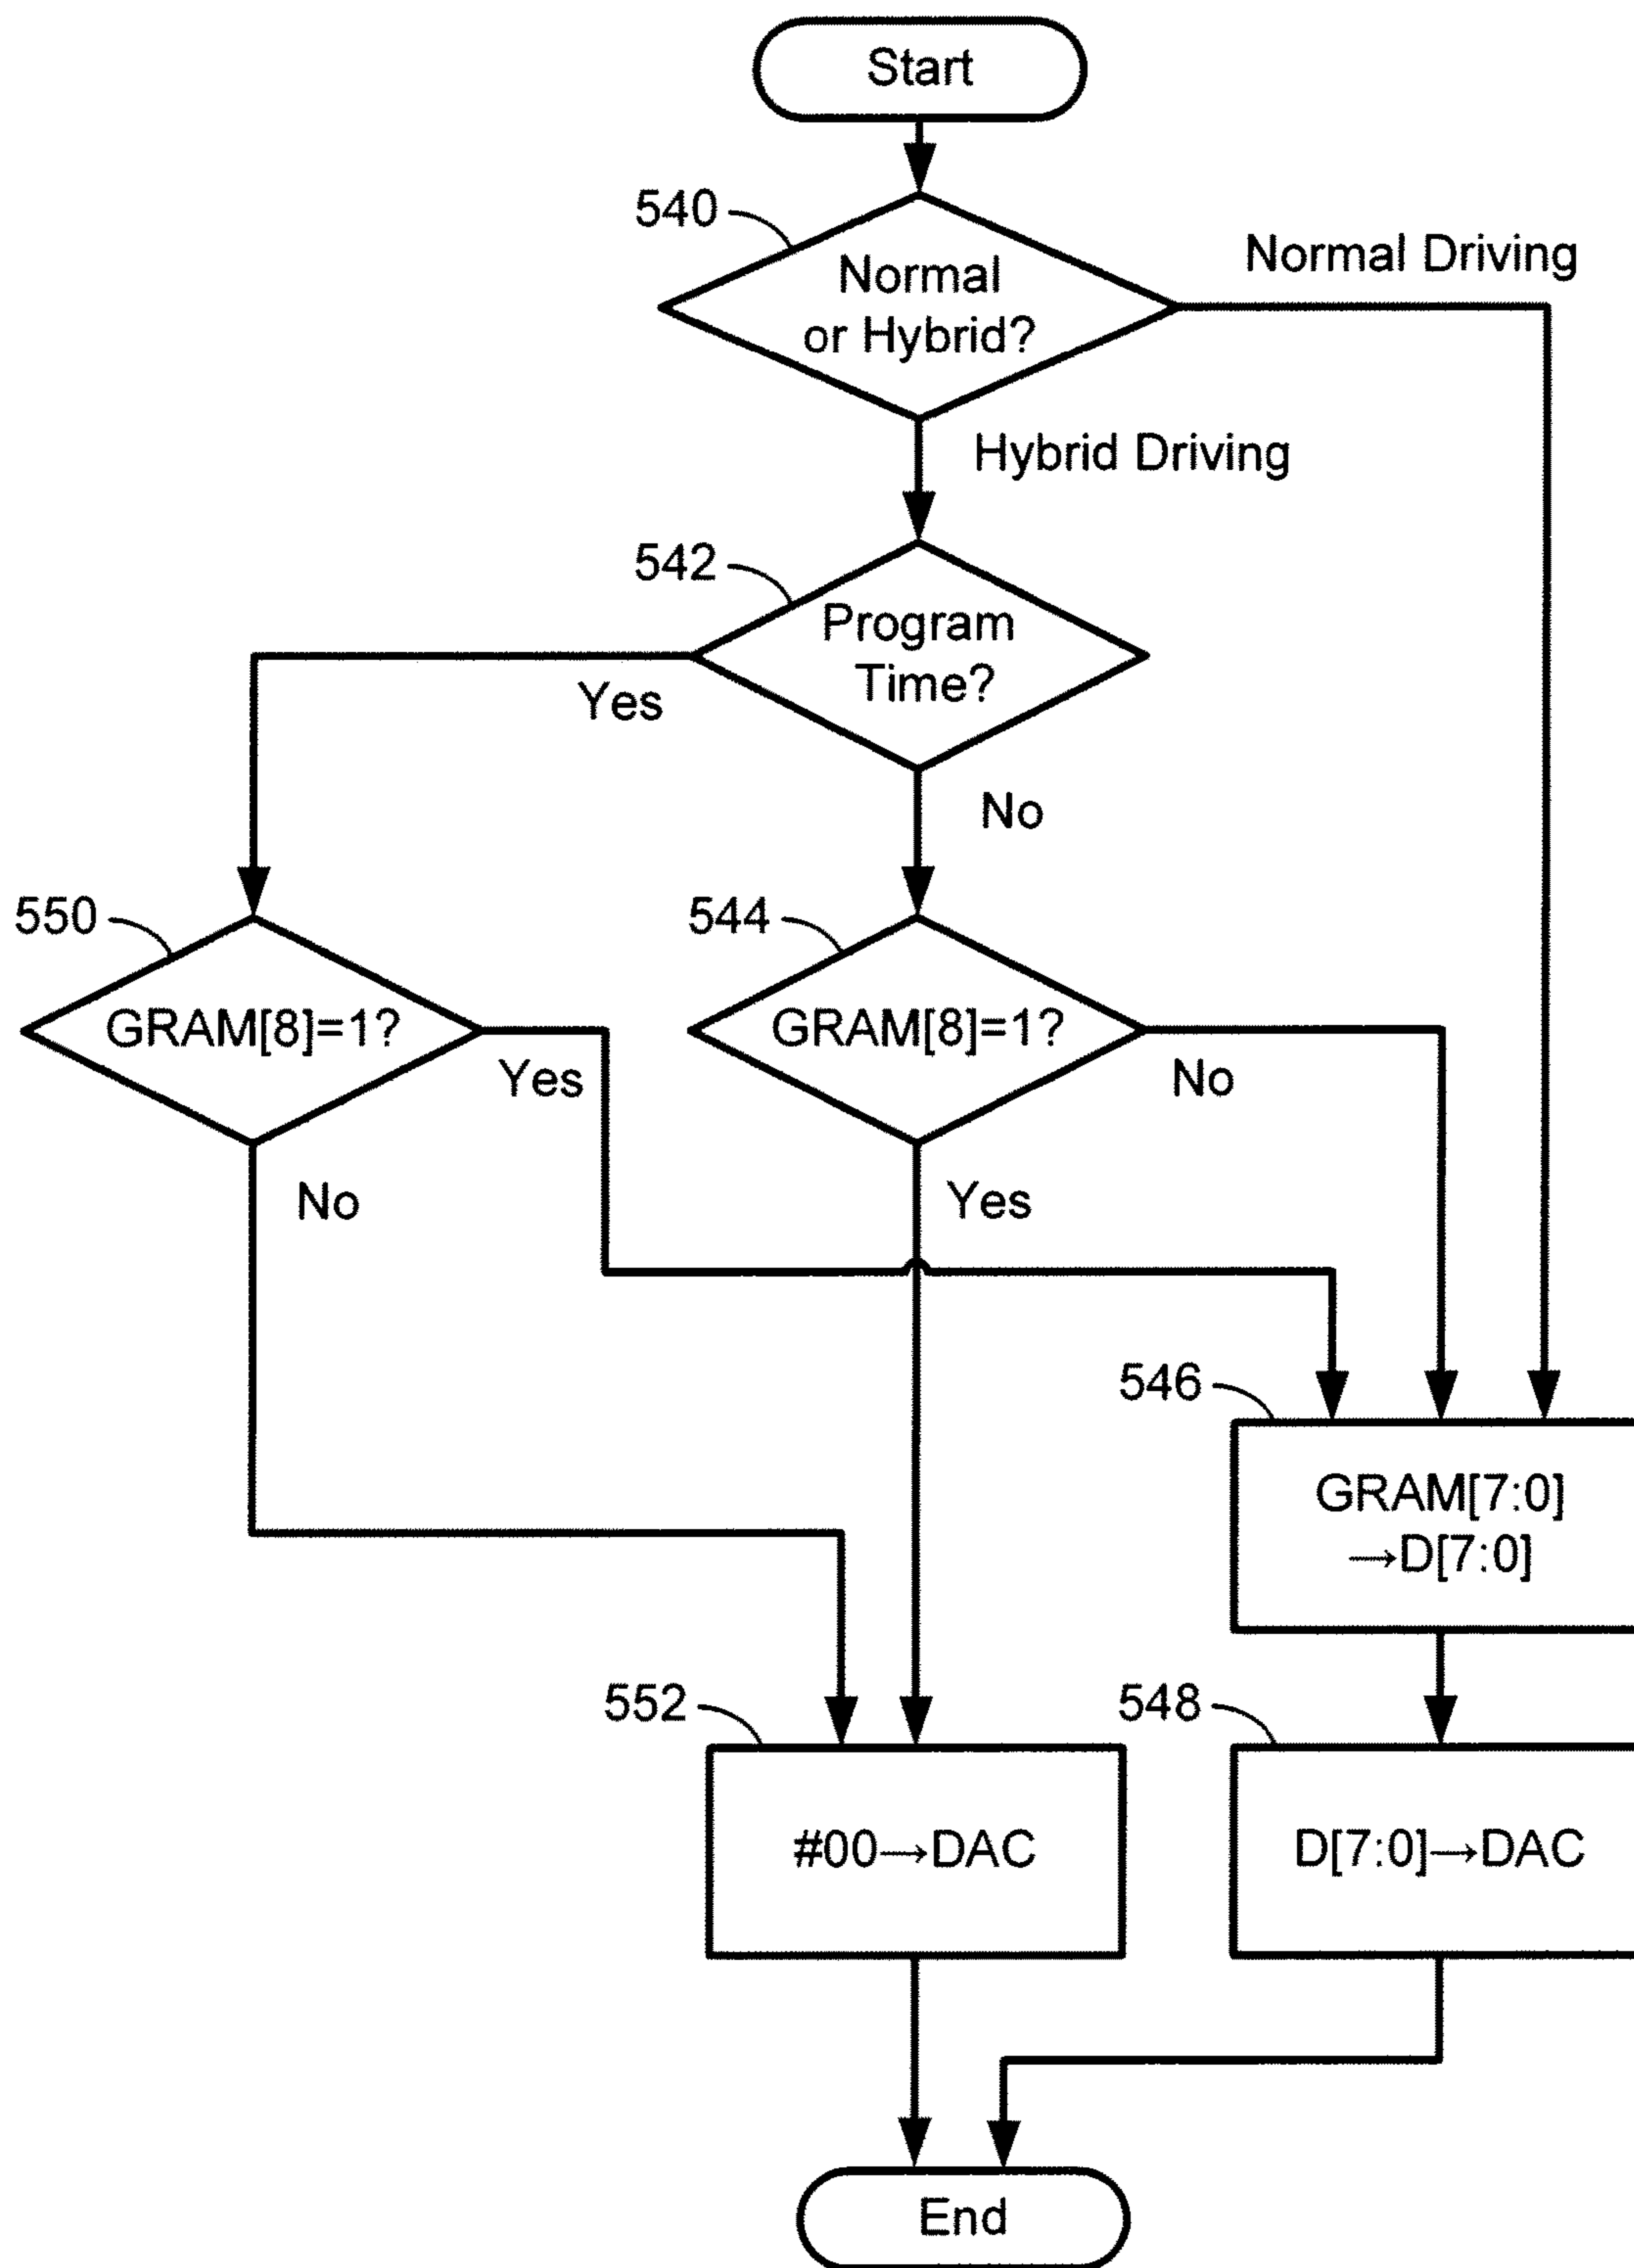 Start
540
Normal
or Hybrid?
Normal Driving
Hybrid Driving
542
Program
Time?
Yes
No
550
GRAM[8]=1?
Yes
No
544
GRAM[8]=1?
No
Yes
546
GRAM[7:0]
→D[7:0]
552
#00→DAC
548
D[7:0]→DAC
End